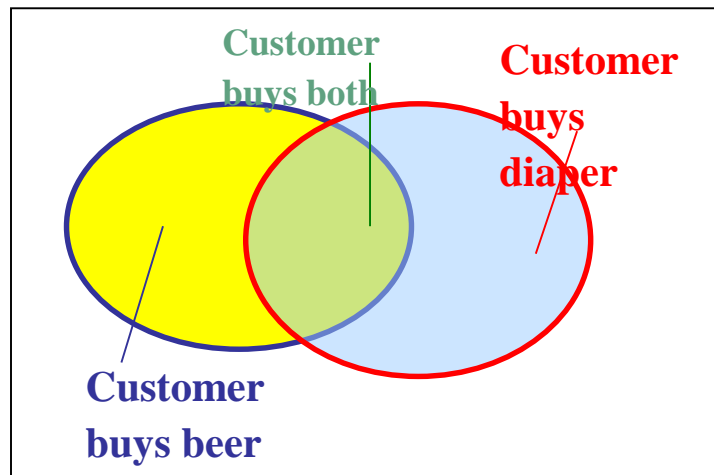 Customer
buys both
Customer
buys
diaper
Customer
buys beer